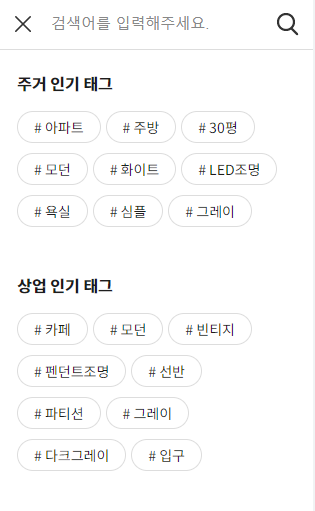 검색어를 입력해주세요.
주거 인기 태그
# 아파트 # 주방 # 30평
# 모던 # 화이트 # LED조명
# 욕실 # 심플 # 그레이
상업 인기 태그
# 카페 # 모던 # 빈티지
# 펜던트조명 # 선반
# 파티션 # 그레이
# 다크그레이 # 입구